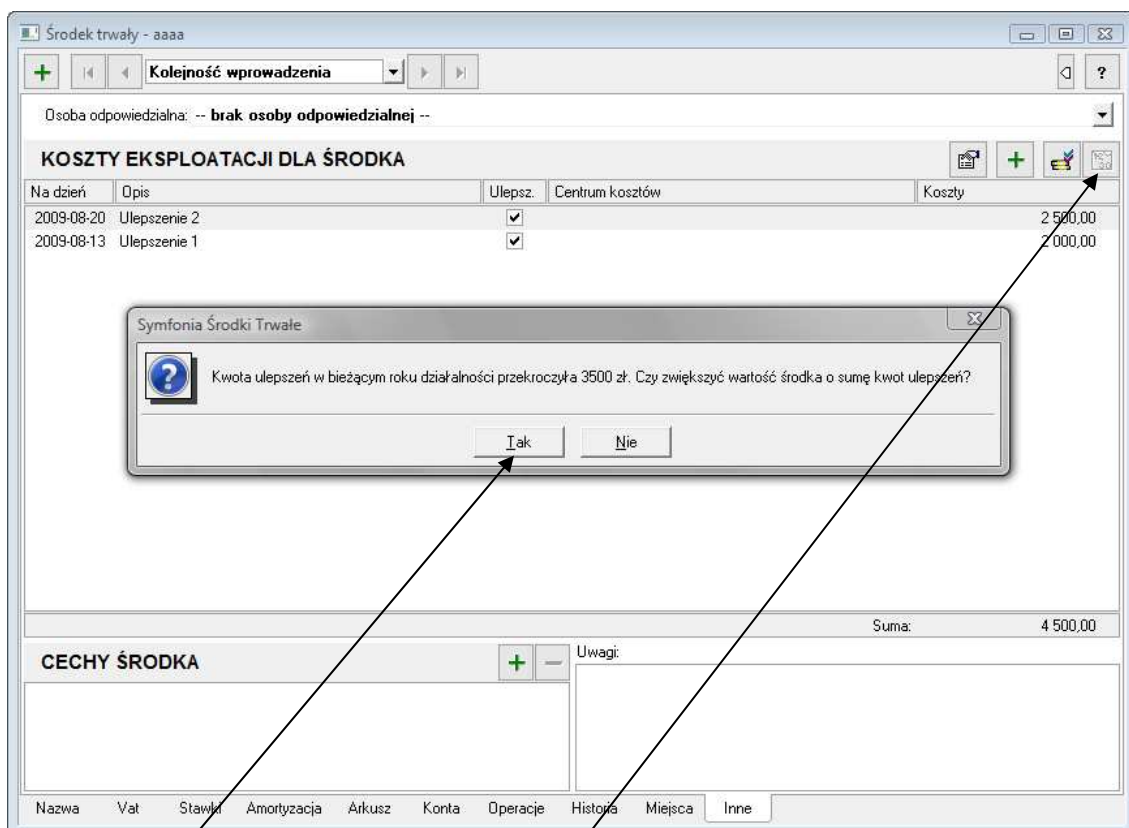 Środek trwały - aaaa
Kolejność wprowadzenia
?
Osoba odpowiedzialna: -- brak osoby odpowiedzialnej --
KOSZTY EKSPLOATACJI DLA ŚRODKA
Na dzień Opis Ulepsz. Centrum kosztów Koszty
2009-08-20 Ulepszenie 2 2 500,00
2009-08-13 Ulepszenie 1 2 000,00
Symfonia Środki Trwałe
Kwota ulepszeń w bieżącym roku działalności przekroczyła 3500 zł. Czy zwiększyć wartość środka o sumę kwot ulepszeń?
Tak Nie
Suma: 4 500,00
CECHY ŚRODKA
Uwagi:
Nazwa Vat Stawki Amortyzacja Arkusz Konta Operacje Historia Miejsca Inne